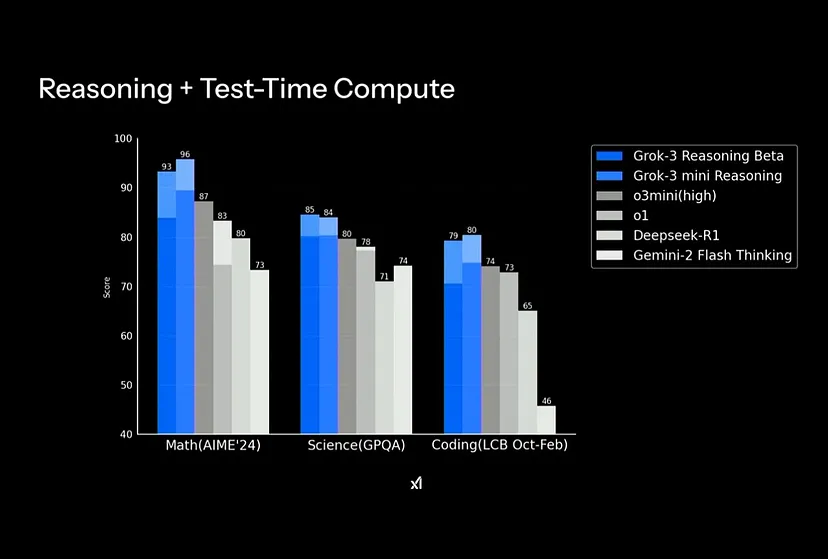 Reasoning + Test-Time Compute
100
90
80
70
60
50
40
Score
93
96
87
83
80
73
85
84
80
78
71
74
79
80
74
73
65
46
Math(AIME'24)
Science(GPQA)
Coding(LCB Oct-Feb)
Grok-3 Reasoning Beta
Grok-3 mini Reasoning
o3mini(high)
o1
Deepseek-R1
Gemini-2 Flash Thinking
xI